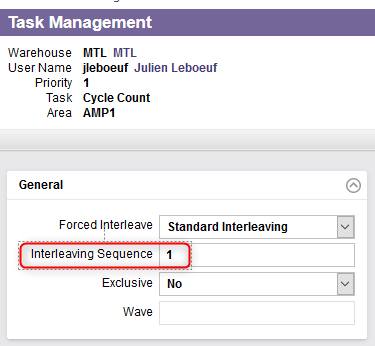 Task Management
Warehouse MTL MTL
User Name jleboeuf Julien Leboeuf
Priority 1
Task Cycle Count
Area AMP1
General
Forced Interleave Standard Interleaving
Interleaving Sequence 1
Exclusive No
Wave